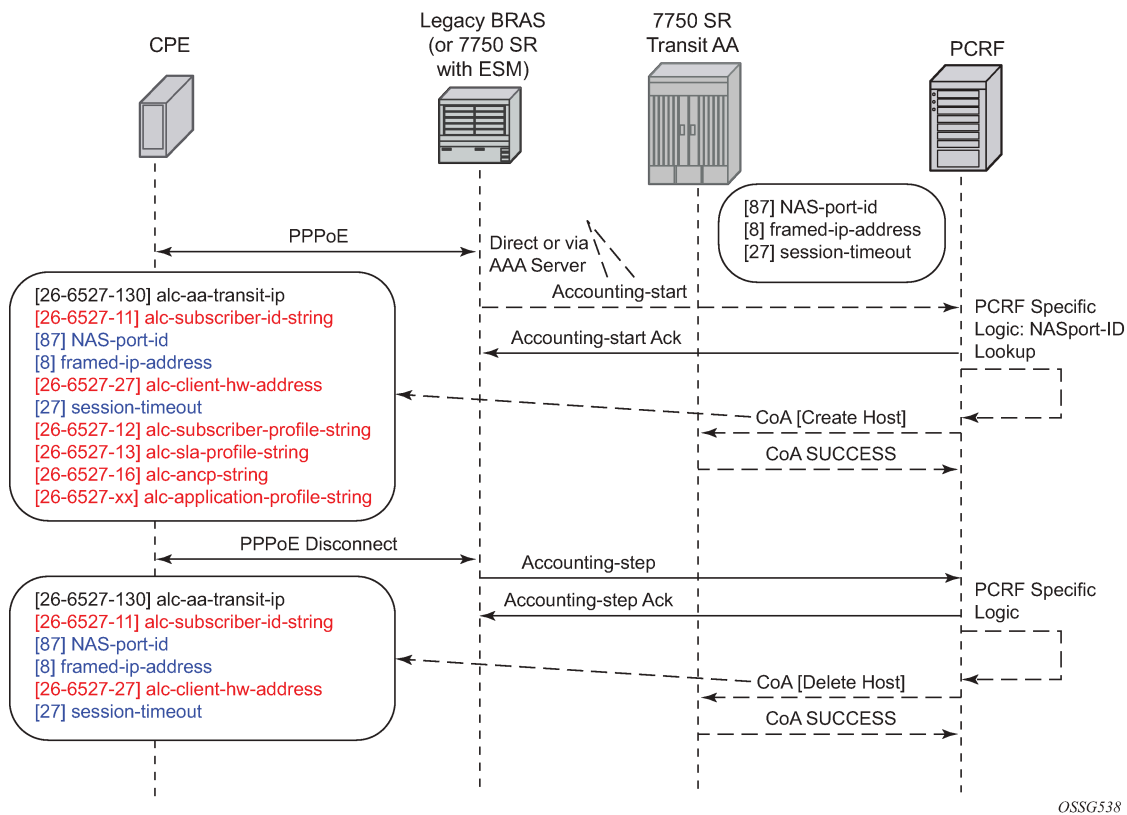 CPE
Legacy BRAS
(or 7750 SR
with ESM)
7750 SR
Transit AA
PCRF
[87] NAS-port-id
[8] framed-ip-address
[27] session-timeout
PPPoE
Direct or via
AAA Server
Accounting-start
PCRF Specific
Logic: NASport-ID
Lookup
Accounting-start Ack
[26-6527-130] alc-aa-transit-ip
[26-6527-11] alc-subscriber-id-string
[87] NAS-port-id
[8] framed-ip-address
[26-6527-27] alc-client-hw-address
[27] session-timeout
[26-6527-12] alc-subscriber-profile-string
[26-6527-13] alc-sla-profile-string
[26-6527-16] alc-ancp-string
[26-6527-xx] alc-application-profile-string
CoA [Create Host]
CoA SUCCESS
PPPoE Disconnect
Accounting-step
Accounting-step Ack
PCRF Specific
Logic
[26-6527-130] alc-aa-transit-ip
[26-6527-11] alc-subscriber-id-string
[87] NAS-port-id
[8] framed-ip-address
[26-6527-27] alc-client-hw-address
[27] session-timeout
CoA [Delete Host]
CoA SUCCESS
OSSG538